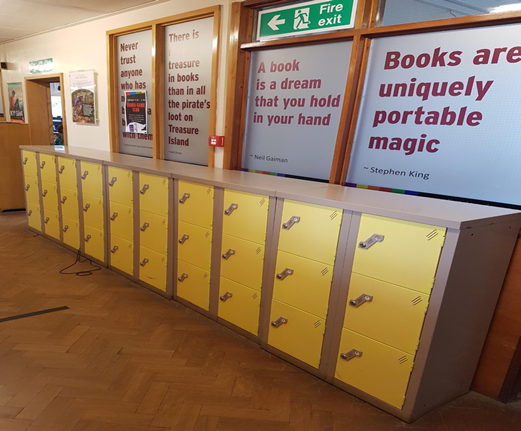 Fire
exit
Never
trust
anyone
who has
them
There is
treasure
in books
than in all
the pirate's
loot on
Treasure
Island
A book
is a dream
that you hold
in your hand
~ Neil Gaiman
Books are
uniquely
portable
magic
~ Stephen King